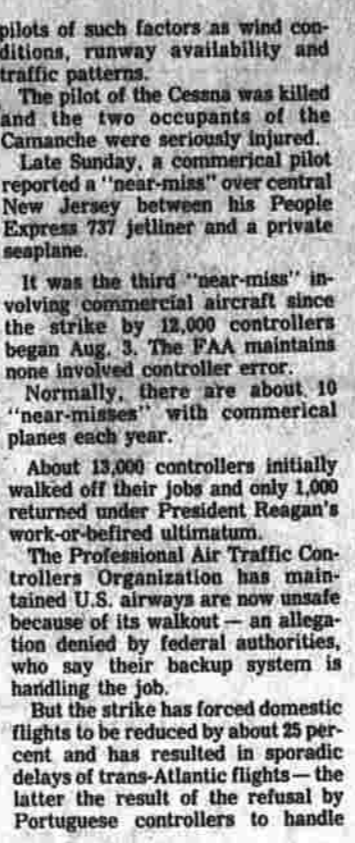 pilots of such factors as wind con-
ditions, runway availability and
traffic patterns.
The pilot of the Cessna was killed
and the two occupants of the
Camanche were seriously injured.
Late Sunday, a commerical pilot
reported a "near-miss" over central
New Jersey between his People
Express 737 jetliner and a private
seaplane.
It was the third "near-miss" in-
volving commercial aircraft since
the strike by 12,000 controllers
began Aug. 3. The FAA maintains
none involved controller error.
Normally, there are about 10
"near-misses" with commerical
planes each year.
About 13,000 controllers initially
walked off their jobs and only 1,000
returned under President Reagan's
work-or-befired ultimatum.
The Professional Air Traffic Con-
trollers Organization has main-
tained U.S. airways are now unsafe
because of its walkout — an allega-
tion denied by federal authorities,
who say their backup system is
handling the job.
But the strike has forced domestic
flights to be reduced by about 25 per-
cent and has resulted in sporadic
delays of trans-Atlantic flights — the
latter the result of the refusal by
Portuguese controllers to handle